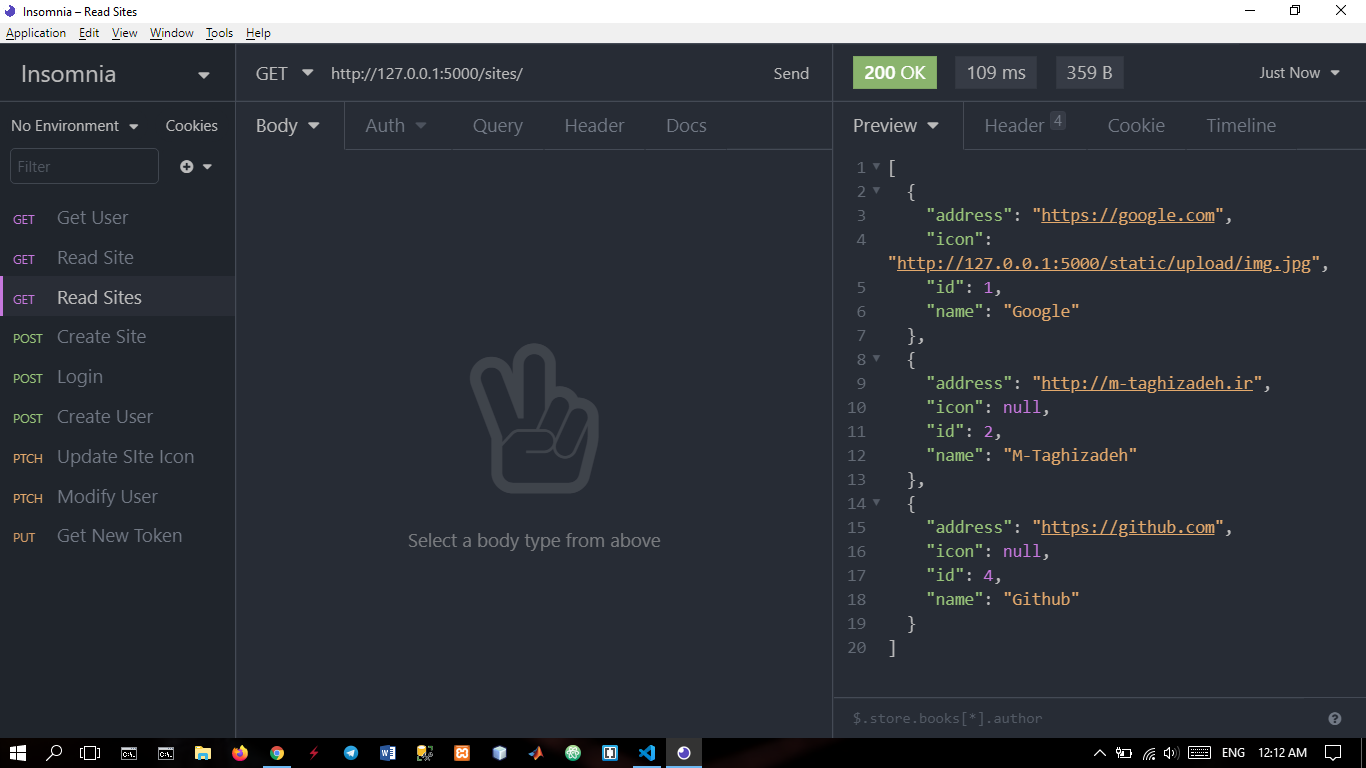 Insomnia – Read Sites
Application Edit View Window Tools Help
Insomnia
GET http://127.0.0.1:5000/sites/ Send
200 OK 109 ms 359 B Just Now
No Environment Cookies
Body Auth Query Header Docs
Preview Header 4 Cookie Timeline
Filter
GET Get User
GET Read Site
GET Read Sites
POST Create Site
POST Login
POST Create User
PTCH Update SIte Icon
PTCH Modify User
PUT Get New Token
Select a body type from above
1 [
2 {
3 "address": "https://google.com",
4 "icon":
"http://127.0.0.1:5000/static/upload/img.jpg",
5 "id": 1,
6 "name": "Google"
7 },
8 {
9 "address": "http://m-taghizadeh.ir",
10 "icon": null,
11 "id": 2,
12 "name": "M-Taghizadeh"
13 },
14 {
15 "address": "https://github.com",
16 "icon": null,
17 "id": 4,
18 "name": "Github"
19 }
20 ]
$.store.books[*].author
ENG 12:12 AM